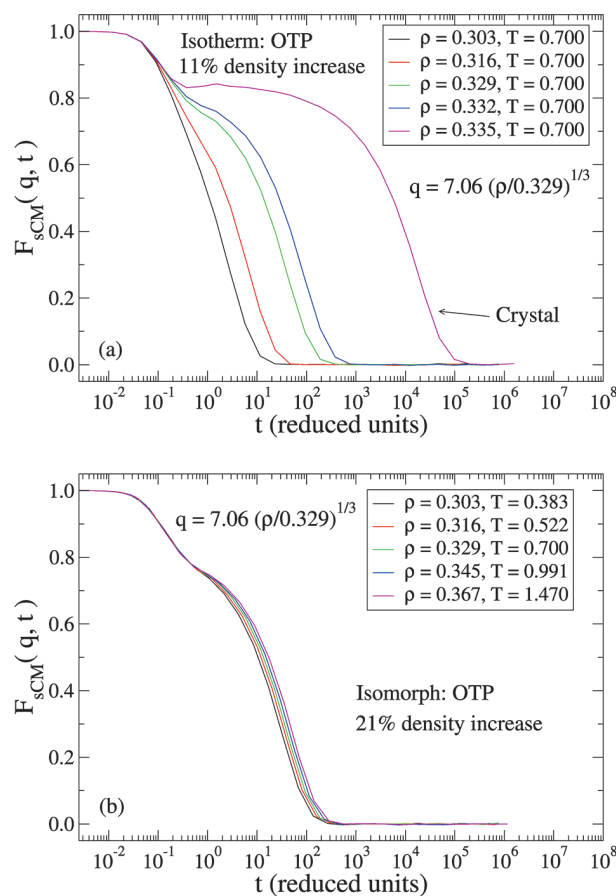 Isotherm: OTP
11% density increase
ρ = 0.303, T = 0.700
ρ = 0.316, T = 0.700
ρ = 0.329, T = 0.700
ρ = 0.332, T = 0.700
ρ = 0.335, T = 0.700
q = 7.06 (ρ/0.329)^{1/3}
Crystal
(a)
1.0
0.8
0.6
0.4
0.2
0.0
F_{sCM}(q, t)
10^{-2} 10^{-1} 10^{0} 10^{1} 10^{2} 10^{3} 10^{4} 10^{5} 10^{6} 10^{7} 10^{8}
t (reduced units)
q = 7.06 (ρ/0.329)^{1/3}
ρ = 0.303, T = 0.383
ρ = 0.316, T = 0.522
ρ = 0.329, T = 0.700
ρ = 0.345, T = 0.991
ρ = 0.367, T = 1.470
Isomorph: OTP
21% density increase
(b)
1.0
0.8
0.6
0.4
0.2
0.0
F_{sCM}(q, t)
10^{-2} 10^{-1} 10^{0} 10^{1} 10^{2} 10^{3} 10^{4} 10^{5} 10^{6} 10^{7} 10^{8}
t (reduced units)